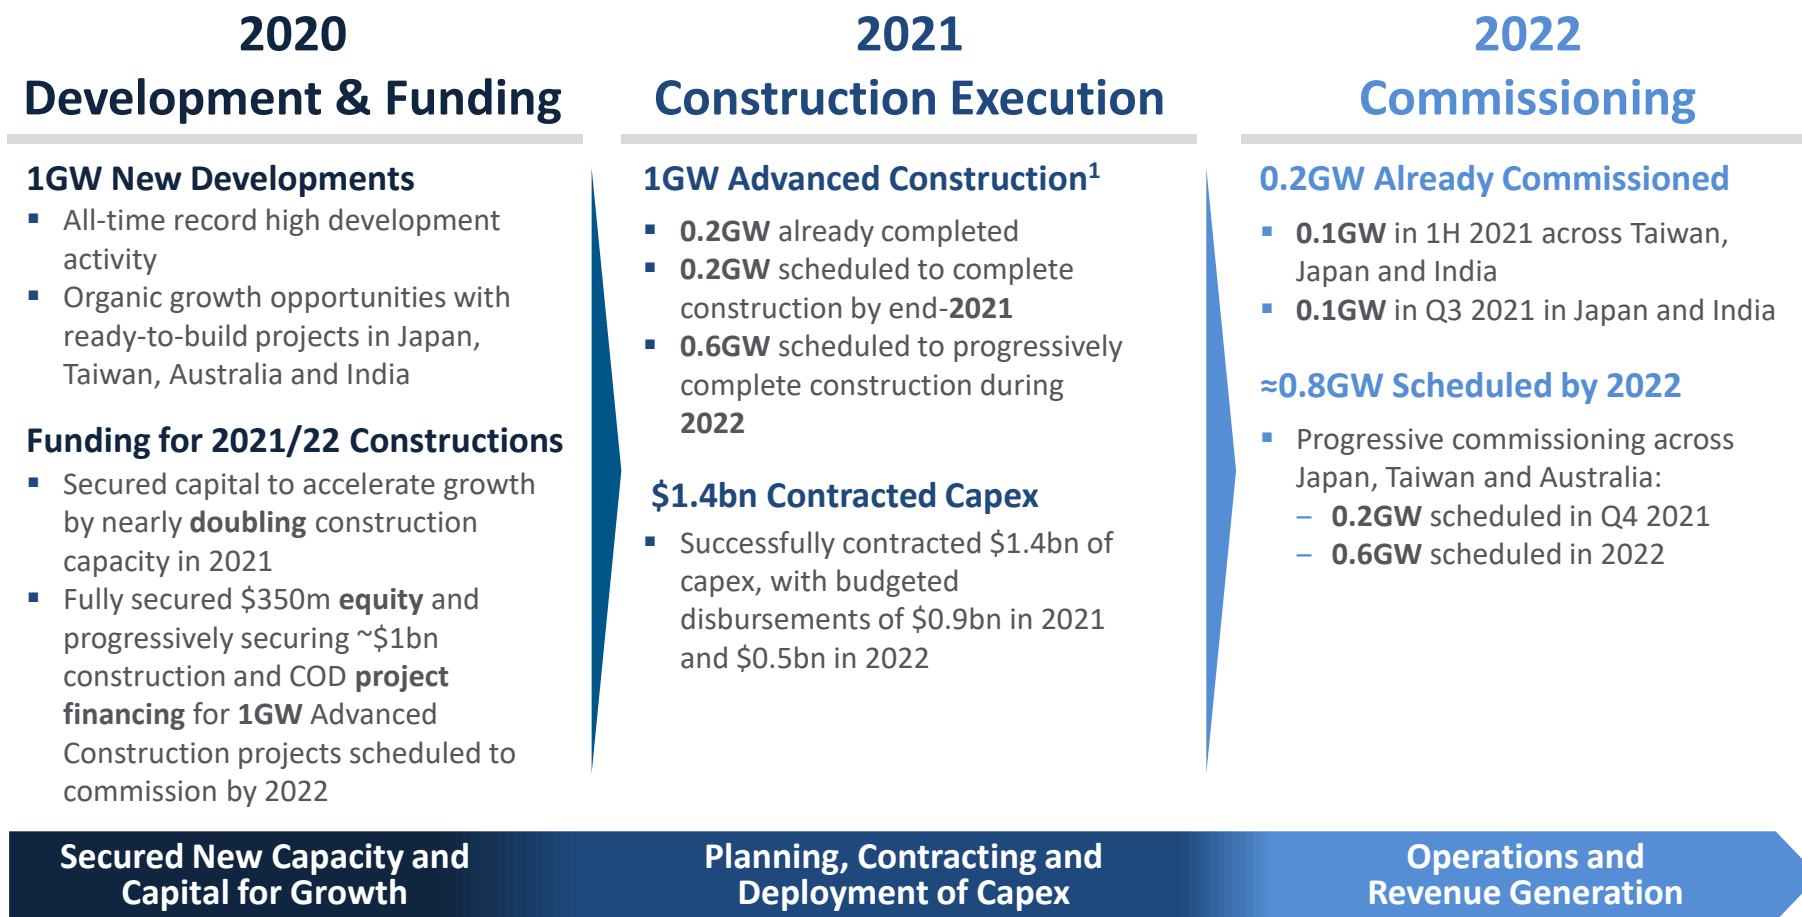 2020
Development & Funding
1GW New Developments
▪ All-time record high development
activity
▪ Organic growth opportunities with
ready-to-build projects in Japan,
Taiwan, Australia and India
Funding for 2021/22 Constructions
▪ Secured capital to accelerate growth
by nearly doubling construction
capacity in 2021
▪ Fully secured $350m equity and
progressively securing ~$1bn
construction and COD project
financing for 1GW Advanced
Construction projects scheduled to
commission by 2022
Secured New Capacity and
Capital for Growth
2021
Construction Execution
1GW Advanced Construction¹
▪ 0.2GW already completed
▪ 0.2GW scheduled to complete
construction by end-2021
▪ 0.6GW scheduled to progressively
complete construction during
2022
$1.4bn Contracted Capex
▪ Successfully contracted $1.4bn of
capex, with budgeted
disbursements of $0.9bn in 2021
and $0.5bn in 2022
Planning, Contracting and
Deployment of Capex
2022
Commissioning
0.2GW Already Commissioned
▪ 0.1GW in 1H 2021 across Taiwan,
Japan and India
▪ 0.1GW in Q3 2021 in Japan and India
≈0.8GW Scheduled by 2022
▪ Progressive commissioning across
Japan, Taiwan and Australia:
– 0.2GW scheduled in Q4 2021
– 0.6GW scheduled in 2022
Operations and
Revenue Generation